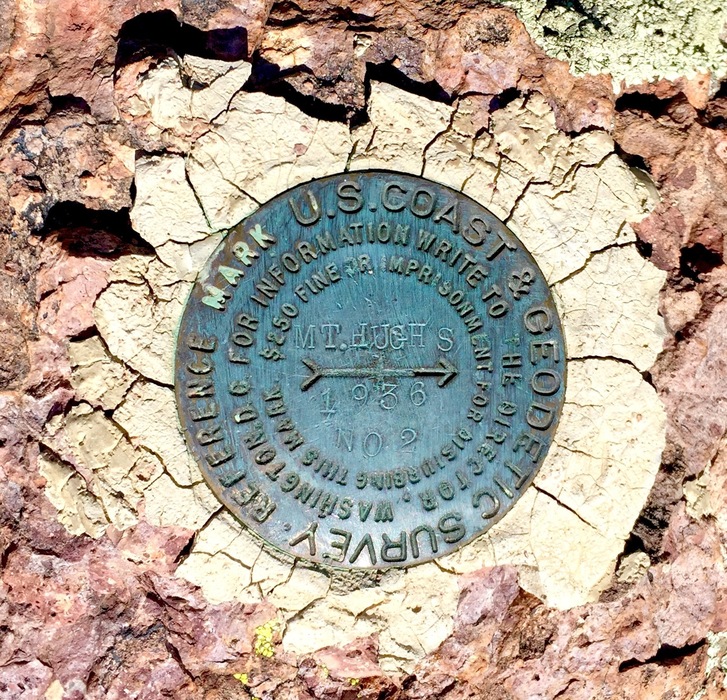 U.S. COAST & GEODETIC SURVEY
REFERENCE MARK
FOR INFORMATION WRITE TO THE DIRECTOR, WASHINGTON, D.C.
$250 FINE OR IMPRISONMENT FOR DISTURBING THIS MARK.
MT. HUGHS
1936
NO 2